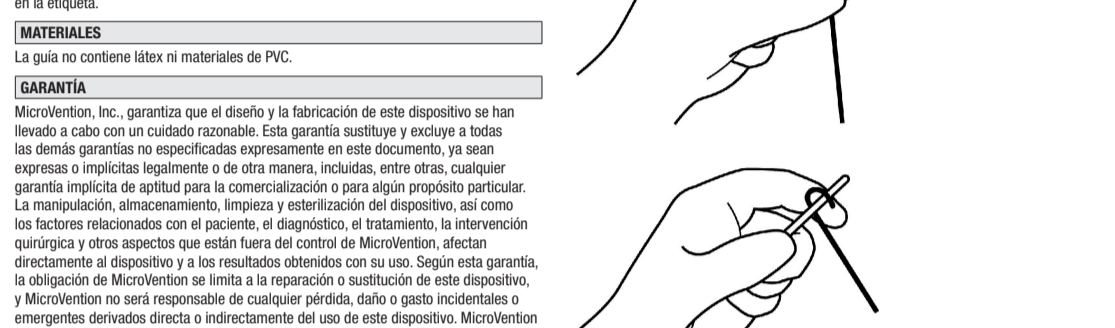 en la etiqueta.
MATERIALES
La guía no contiene látex ni materiales de PVC.
GARANTÍA
MicroVention, Inc., garantiza que el diseño y la fabricación de este dispositivo se han
llevado a cabo con un cuidado razonable. Esta garantía sustituye y excluye a todas
las demás garantías no especificadas expresamente en este documento, ya sean
expresas o implícitas legalmente o de otra manera, incluidas, entre otras, cualquier
garantía implícita de aptitud para la comercialización o para algún propósito particular.
La manipulación, almacenamiento, limpieza y esterilización del dispositivo, así como
los factores relacionados con el paciente, el diagnóstico, el tratamiento, la intervención
quirúrgica y otros aspectos que están fuera del control de MicroVention, afectan
directamente al dispositivo y a los resultados obtenidos con su uso. Según esta garantía,
la obligación de MicroVention se limita a la reparación o sustitución de este dispositivo,
y MicroVention no será responsable de cualquier pérdida, daño o gasto incidentales o
emergentes derivados directa o indirectamente del uso de este dispositivo. MicroVention